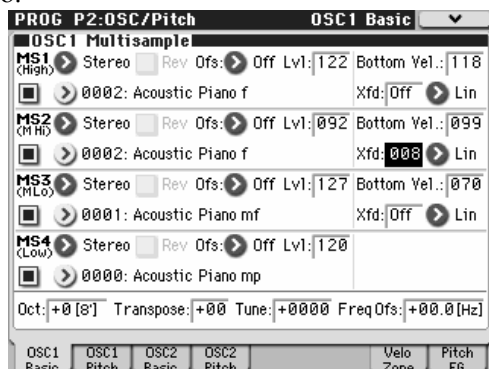 PROG P2:OSC/Pitch OSC1 Basic
OSC1 Multisample
MS1 (High) Stereo Rev Ofs: Off Lvl: 122 Bottom Vel.: 118
0002: Acoustic Piano f Xfd: Off Lin
MS2 (M Hi) Stereo Rev Ofs: Off Lvl: 092 Bottom Vel.: 099
0002: Acoustic Piano f Xfd: 008 Lin
MS3 (MLo) Stereo Rev Ofs: Off Lvl: 127 Bottom Vel.: 070
0001: Acoustic Piano mf Xfd: Off Lin
MS4 (Low) Stereo Rev Ofs: Off Lvl: 120
0000: Acoustic Piano mp
Oct: +0 [8'] Transpose: +00 Tune: +0000 Freq Ofs: +00.0 [Hz]
OSC1 Basic OSC1 Pitch OSC2 Basic OSC2 Pitch Velo Zone Pitch EG